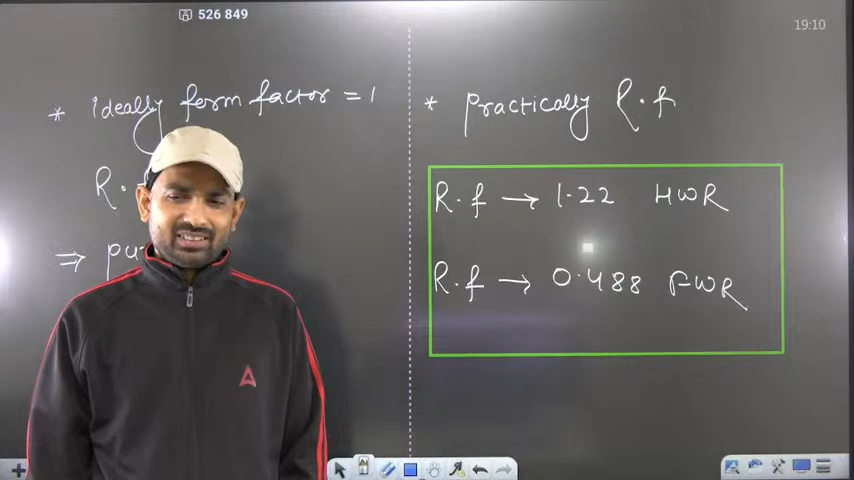 526 849
19:10
* ideally form factor = 1
R.
⇒ pu
* practically R.f
R.f → 1.22 HWR
R.f → 0.488 FWR